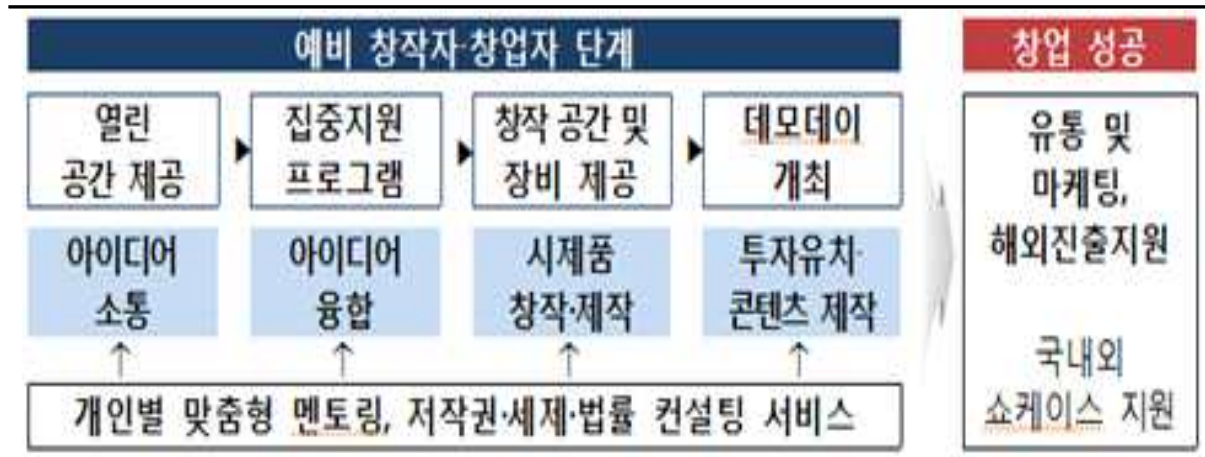 예비 창작자·창업자 단계
열린
공간 제공
집중지원
프로그램
창작 공간 및
장비 제공
데모데이
개최
아이디어
소통
아이디어
융합
시제품
창작·제작
투자유치·
콘텐츠 제작
개인별 맞춤형 멘토링, 저작권·세제·법률 컨설팅 서비스
창업 성공
유통 및
마케팅,
해외진출지원
국내외
쇼케이스 지원